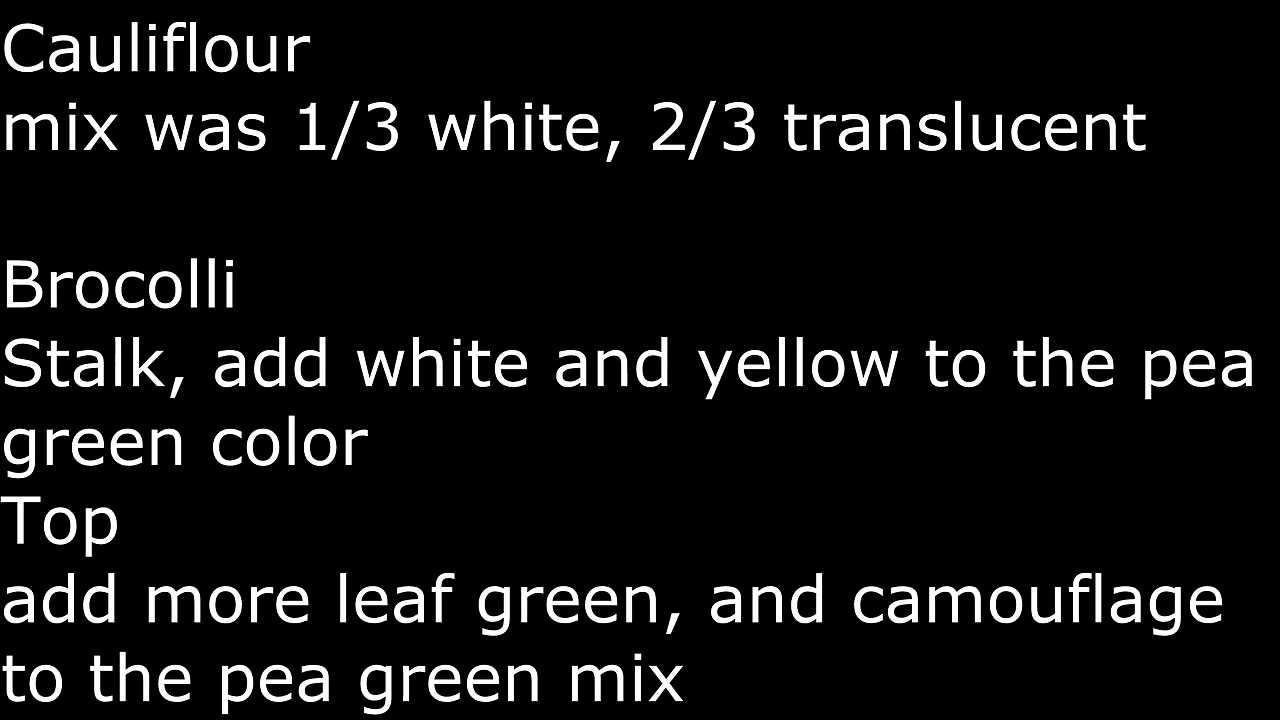 Cauliflour
mix was 1/3 white, 2/3 translucent
Brocolli
Stalk, add white and yellow to the pea
green color
Top
add more leaf green, and camouflage
to the pea green mix